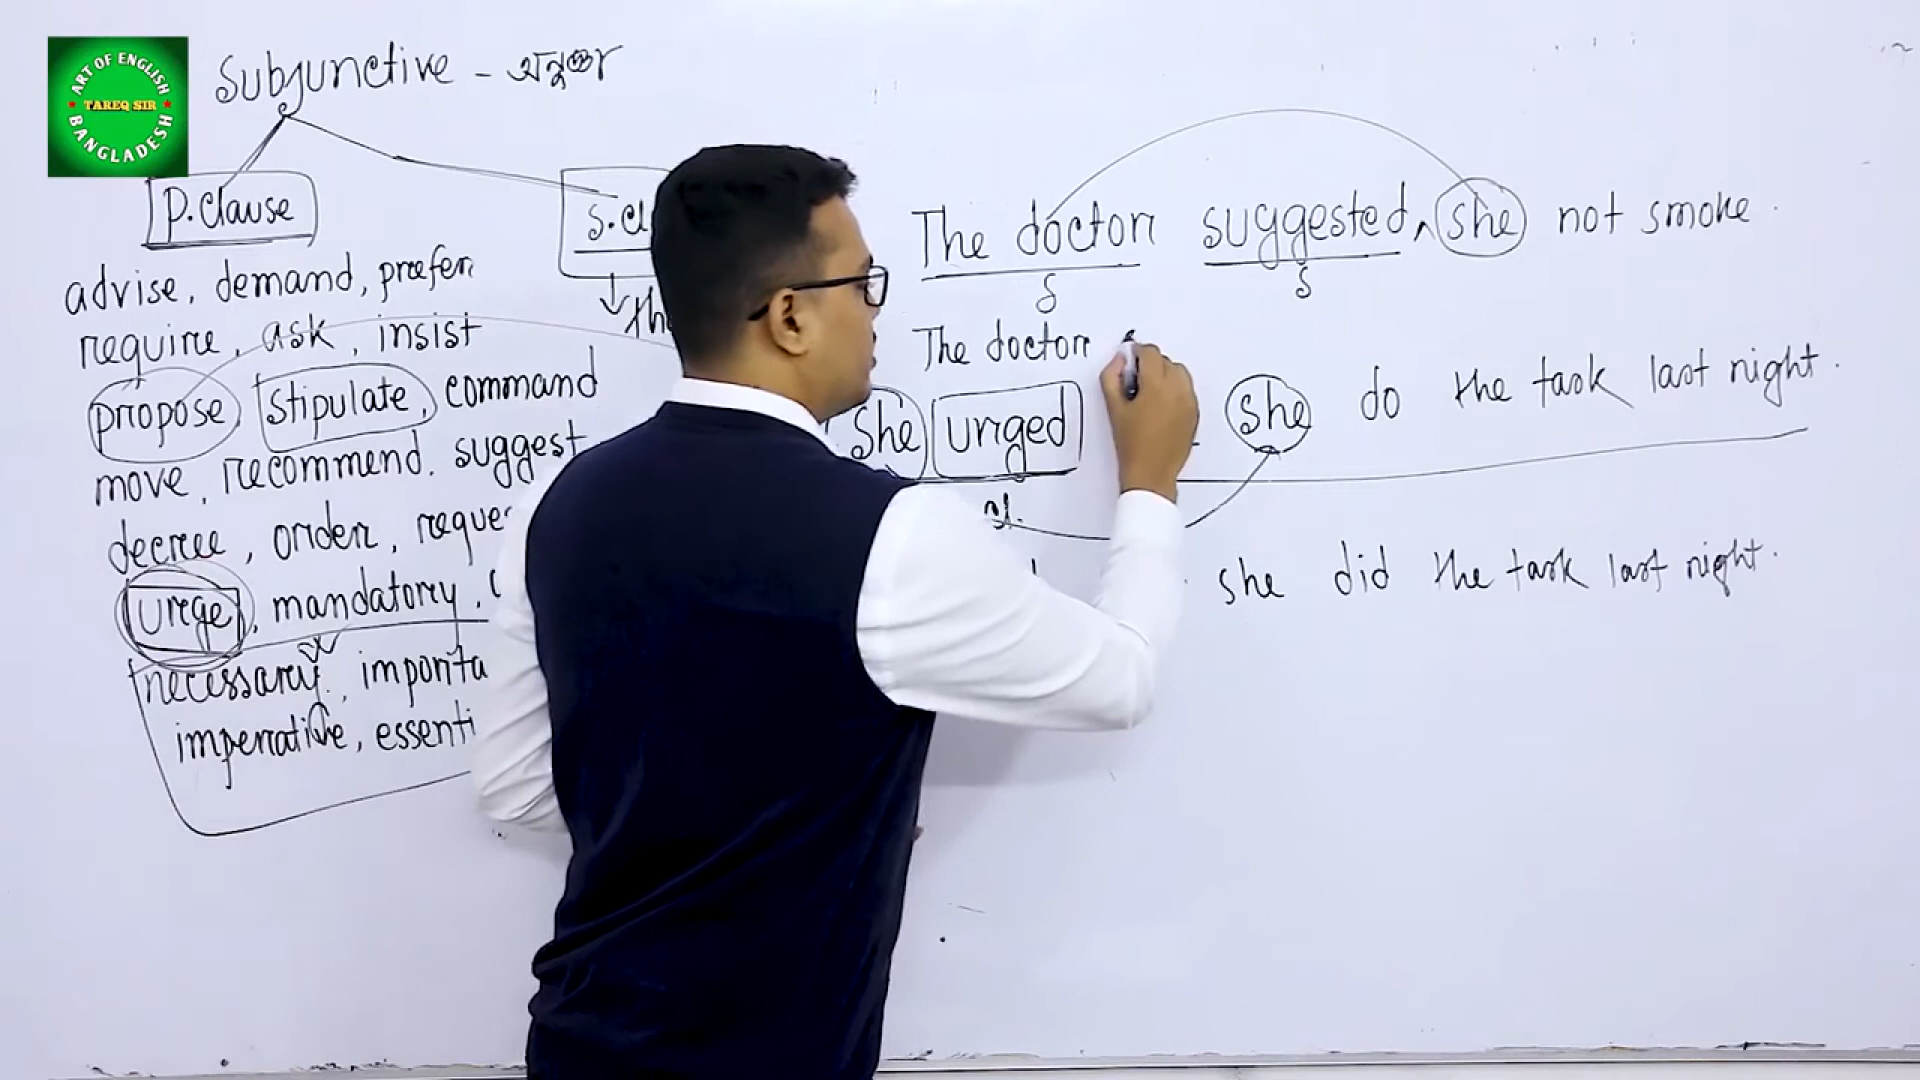 ART OF ENGLISH
TAREQ SIR
BANGLADESH
Subjunctive -
P. Clause
S. Cl
advise, demand, prefer
require, ask, insist
propose, stipulate, command
move, recommend. suggest
decree, order, reque
urge, mandatory,
necessary, importa
imperative, essenti
The doctor suggested ^ she not smoke.
S
The doctor
She urged she do the task last night.
she did the task last night.